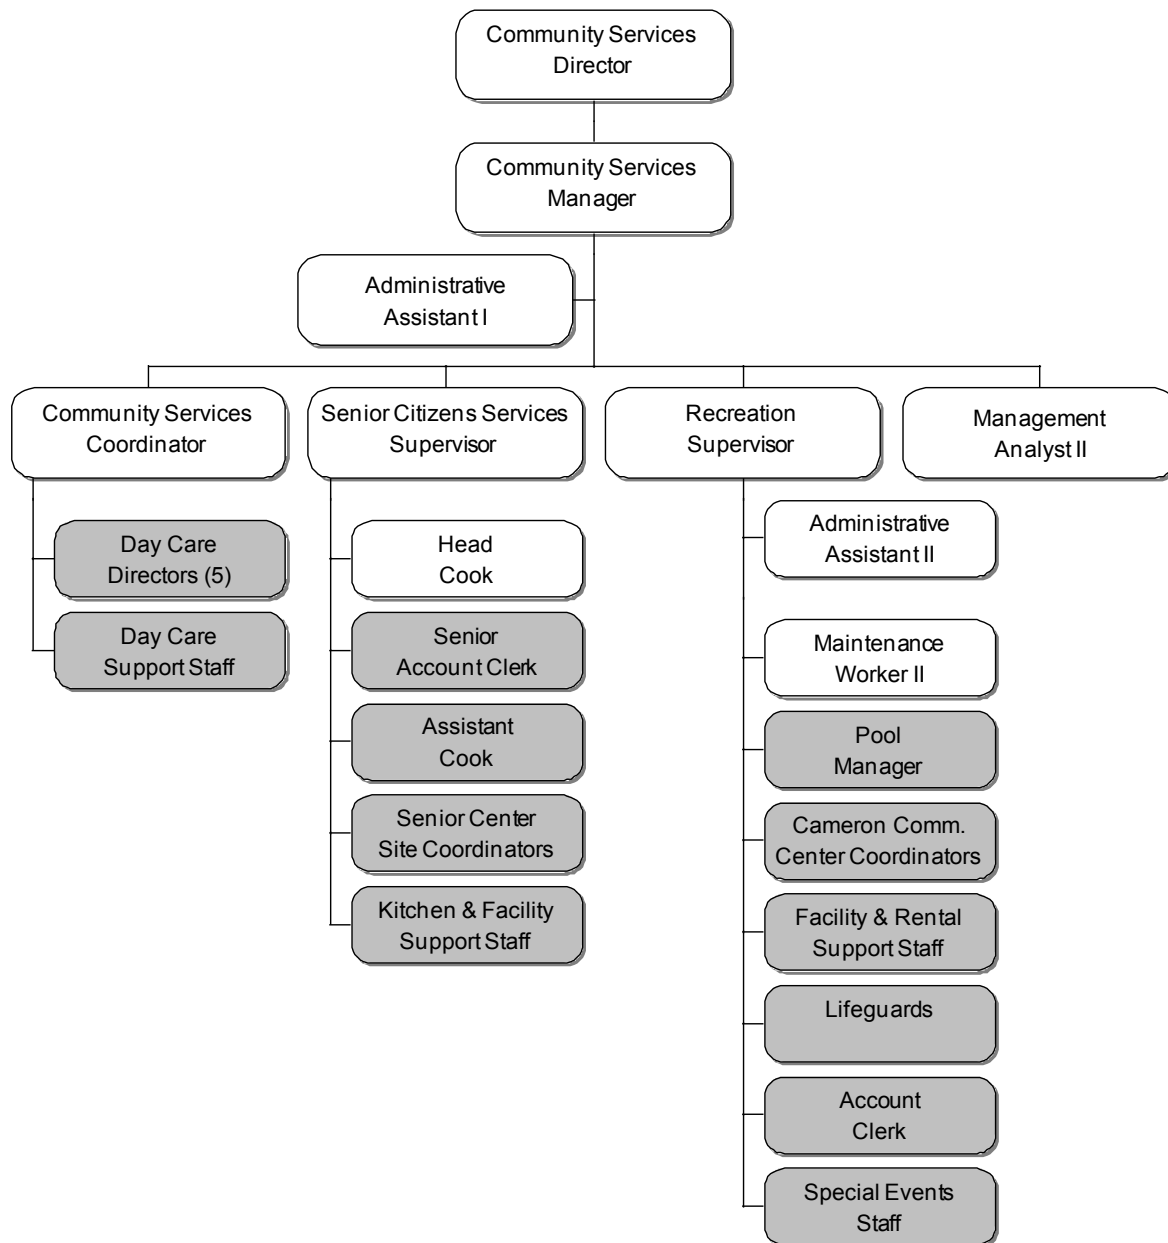 Community Services
Director
Community Services
Manager
Administrative
Assistant I
Community Services
Coordinator
Senior Citizens Services
Supervisor
Recreation
Supervisor
Management
Analyst II
Day Care
Directors (5)
Day Care
Support Staff
Head
Cook
Senior
Account Clerk
Assistant
Cook
Senior Center
Site Coordinators
Kitchen & Facility
Support Staff
Administrative
Assistant II
Maintenance
Worker II
Pool
Manager
Cameron Comm.
Center Coordinators
Facility & Rental
Support Staff
Lifeguards
Account
Clerk
Special Events
Staff